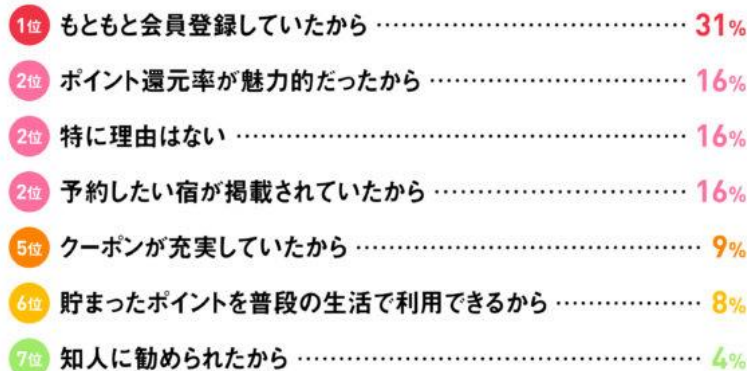 1位 もともと会員登録していたから 31%
2位 ポイント還元率が魅力的だったから 16%
2位 特に理由はない 16%
2位 予約したい宿が掲載されていたから 16%
5位 クーポンが充実していたから 9%
6位 貯まったポイントを普段の生活で利用できるから 8%
7位 知人に勧められたから 4%